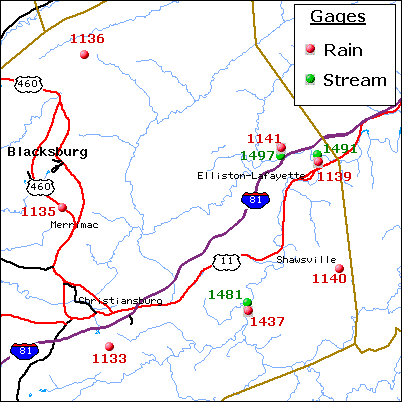 Gages
Rain
Stream
1136
460
1141
1497
1491
Blacksburg
Elliston-Lafayette
1139
460
1135
81
Merrimac
11
Shawsville
1140
Christiansburg
1481
1437
1133
81